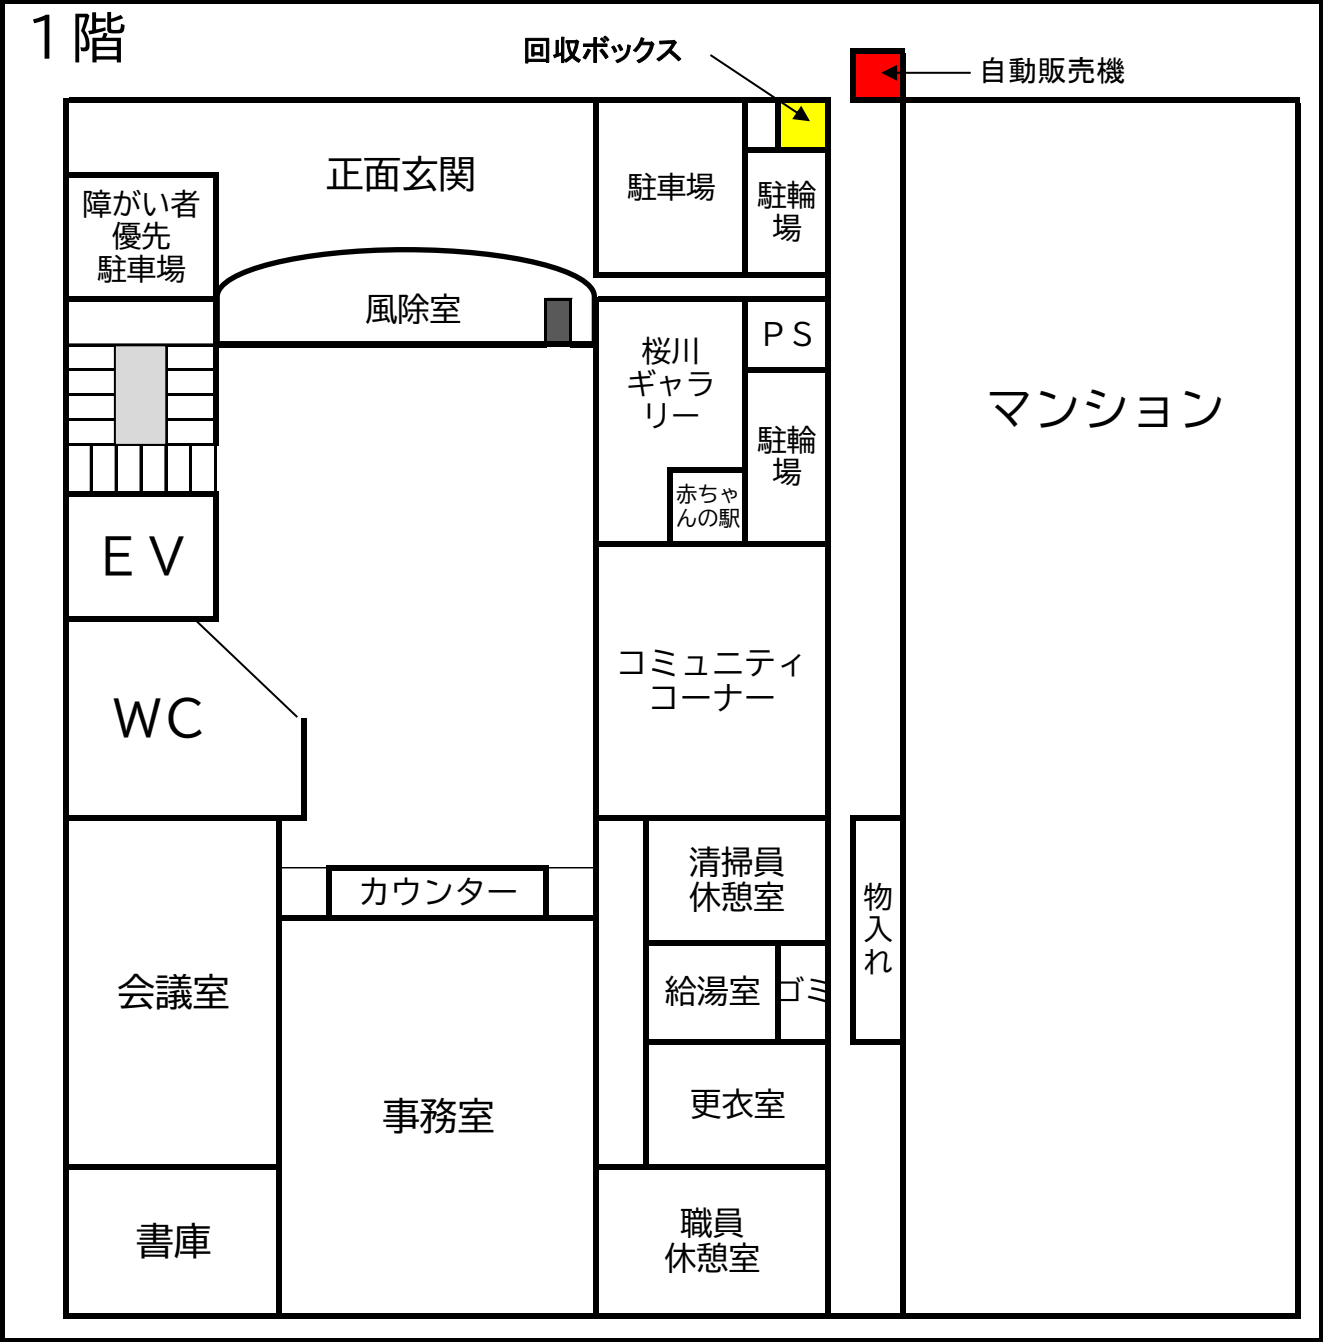 １階
回収ボックス
自動販売機
正面玄関
駐車場
駐輪
場
障がい者
優先
駐車場
風除室
ＰＳ
桜川
ギャラ
リー
マンション
駐輪
場
赤ちゃ
んの駅
ＥＶ
コミュニティ
コーナー
WC
清掃員
休憩室
カウンター
物
入
れ
会議室
給湯室
ゴミ
更衣室
事務室
書庫
職員
休憩室